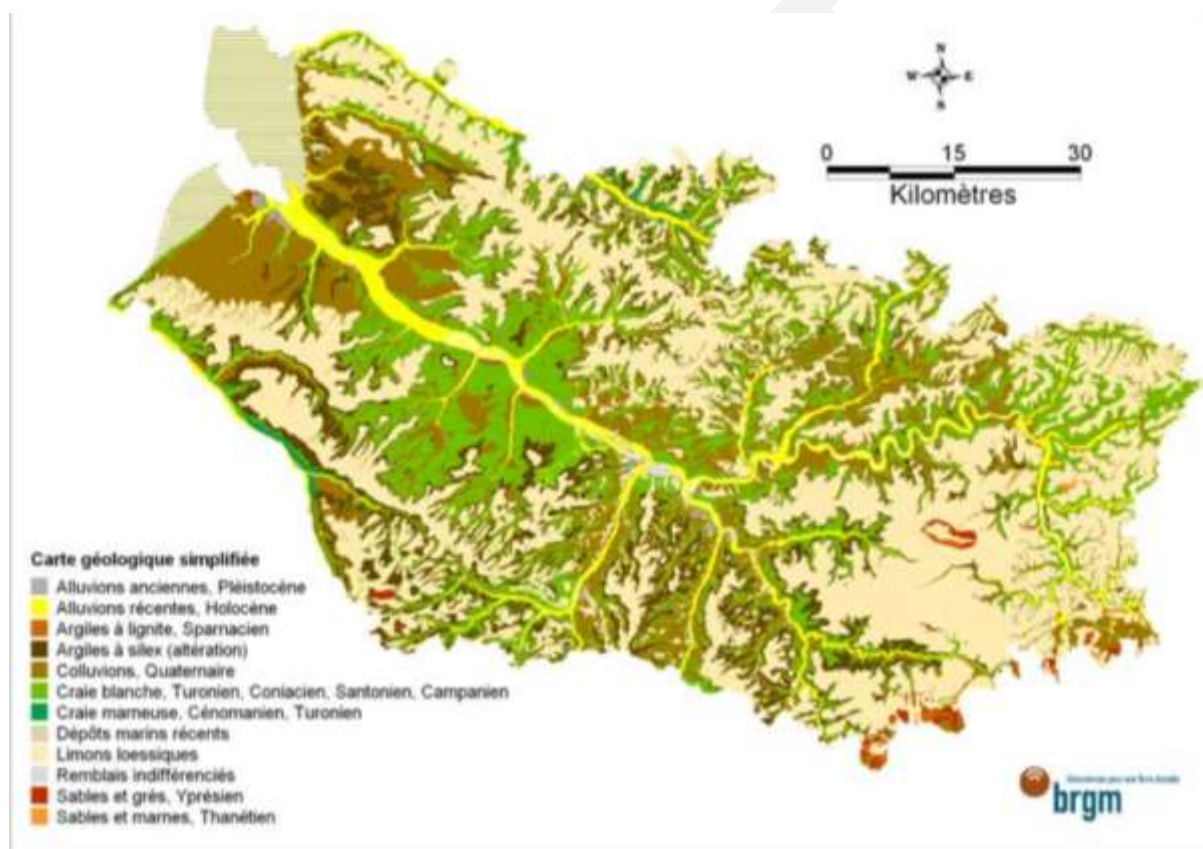 N
W E
S
0 15 30
Kilomètres
Carte géologique simplifiée
Alluvions anciennes, Pléistocène
Alluvions récentes, Holocène
Argiles à lignite, Sparnacien
Argiles à silex (altération)
Colluvions, Quaternaire
Craie blanche, Turonien, Coniacien, Santonien, Campanien
Craie marneuse, Cénomanien, Turonien
Dépôts marins récents
Limons loessiques
Remblais indifférenciés
Sables et grès, Yprésien
Sables et marnes, Thanétien
brgm